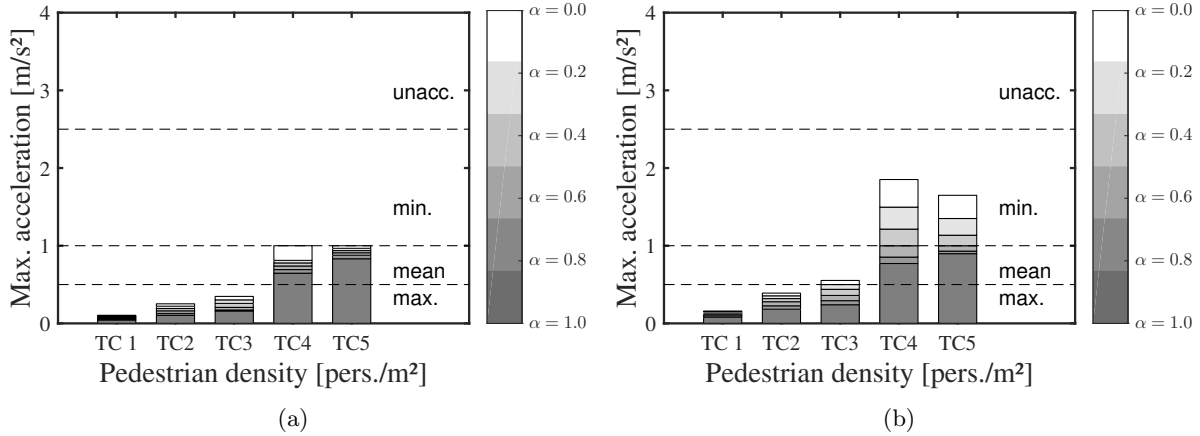 Max. acceleration [m/s²]
4
3
2
1
0
unacc.
min.
mean
max.
TC 1 TC2 TC3 TC4 TC5
Pedestrian density [pers./m²]
α = 0.0
α = 0.2
α = 0.4
α = 0.6
α = 0.8
α = 1.0
(a)
Max. acceleration [m/s²]
4
3
2
1
0
unacc.
min.
mean
max.
TC 1 TC2 TC3 TC4 TC5
Pedestrian density [pers./m²]
α = 0.0
α = 0.2
α = 0.4
α = 0.6
α = 0.8
α = 1.0
(b)